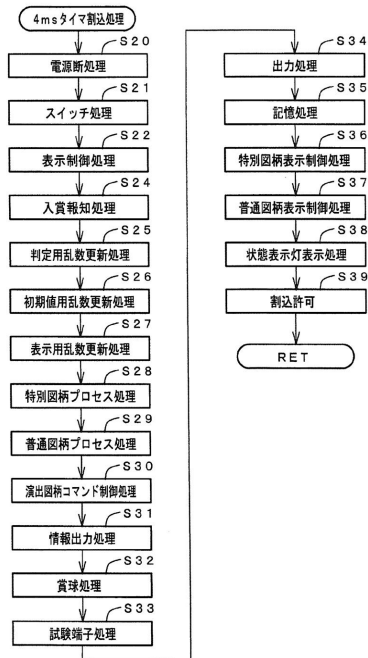 4msタイマ割込処理
S20
電源断処理
S21
スイッチ処理
S22
表示制御処理
S24
入賞報知処理
S25
判定用乱数更新処理
S26
初期値用乱数更新処理
S27
表示用乱数更新処理
S28
特別図柄プロセス処理
S29
普通図柄プロセス処理
S30
演出図柄コマンド制御処理
S31
情報出力処理
S32
賞球処理
S33
試験端子処理
S34
出力処理
S35
記憶処理
S36
特別図柄表示制御処理
S37
普通図柄表示制御処理
S38
状態表示灯表示処理
S39
割込許可
RET